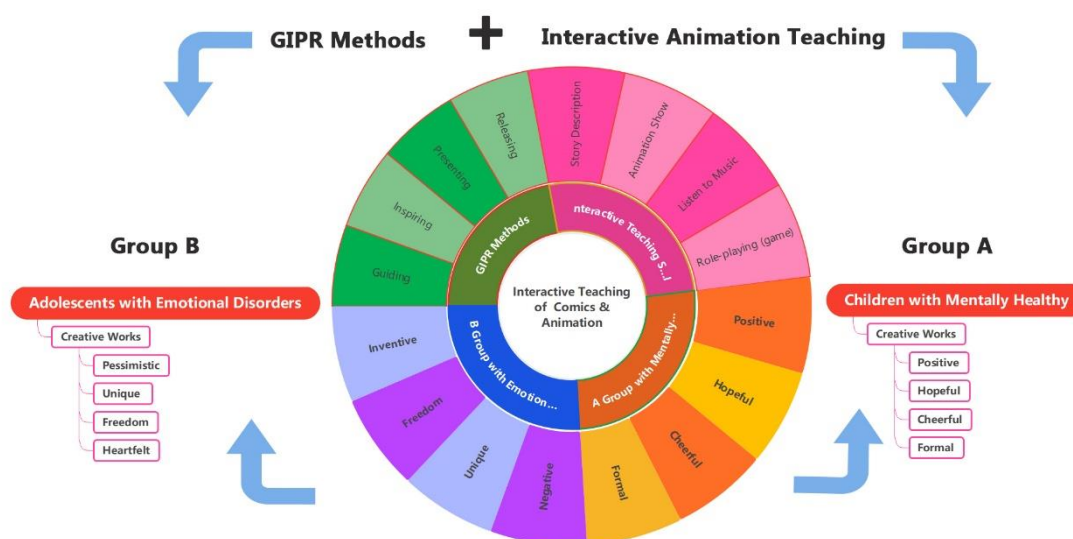 GIPR Methods + Interactive Animation Teaching
Group B
Adolescents with Emotional Disorders
Creative Works
Pessimistic
Unique
Freedom
Heartfelt
Guiding
Inspiring
Presenting
Releasing
Story Description
Animation Show
Listen to Music
Role-playing (game)
Positive
Hopeful
Cheerful
Formal
Negative
Unique
Freedom
Inventive
GIPR Methods
nteractive Teaching S...l
A Group with Mentally...
B Group with Emotion...
Interactive Teaching
of Comics &
Animation
Group A
Children with Mentally Healthy
Creative Works
Positive
Hopeful
Cheerful
Formal